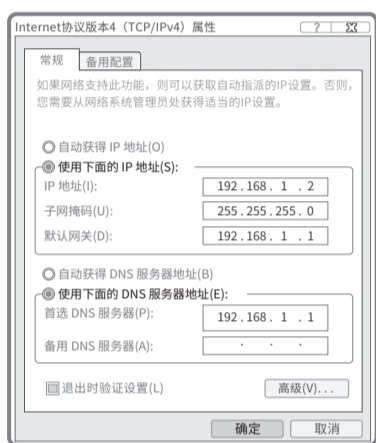 Internet协议版本4（TCP/IPv4）属性
常规 备用配置
如果网络支持此功能，则可以获取自动指派的IP设置。否则，
您需要从网络系统管理员处获得适当的IP设置。
自动获得 IP 地址(O)
使用下面的 IP 地址(S):
IP 地址(I): 192.168. 1 . 2
子网掩码(U): 255.255.255. 0
默认网关(D): 192.168. 1 . 1
自动获得 DNS 服务器地址(B)
使用下面的 DNS 服务器地址(E):
首选 DNS 服务器(P): 192.168. 1 . 1
备用 DNS 服务器(A): . . .
退出时验证设置(L) 高级(V)...
确定 取消